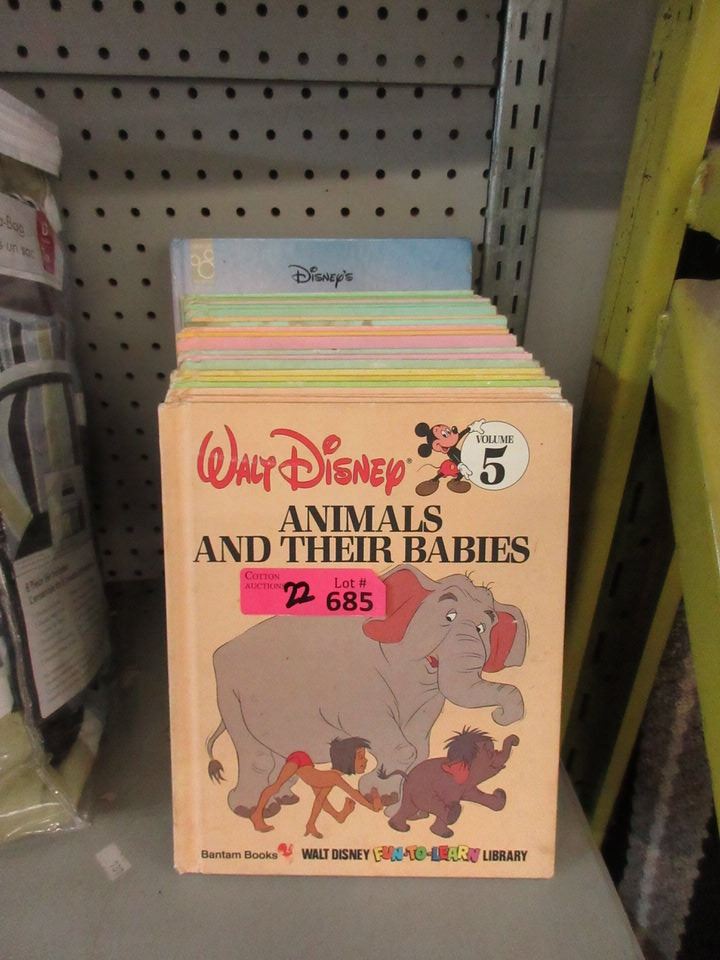 DISNEY'S
WALT DISNEY®
VOLUME
5
ANIMALS
AND THEIR BABIES
COTTON
AUCTIONS
22
Lot #
685
Bantam Books
WALT DISNEY FUN-TO-LEARN LIBRARY